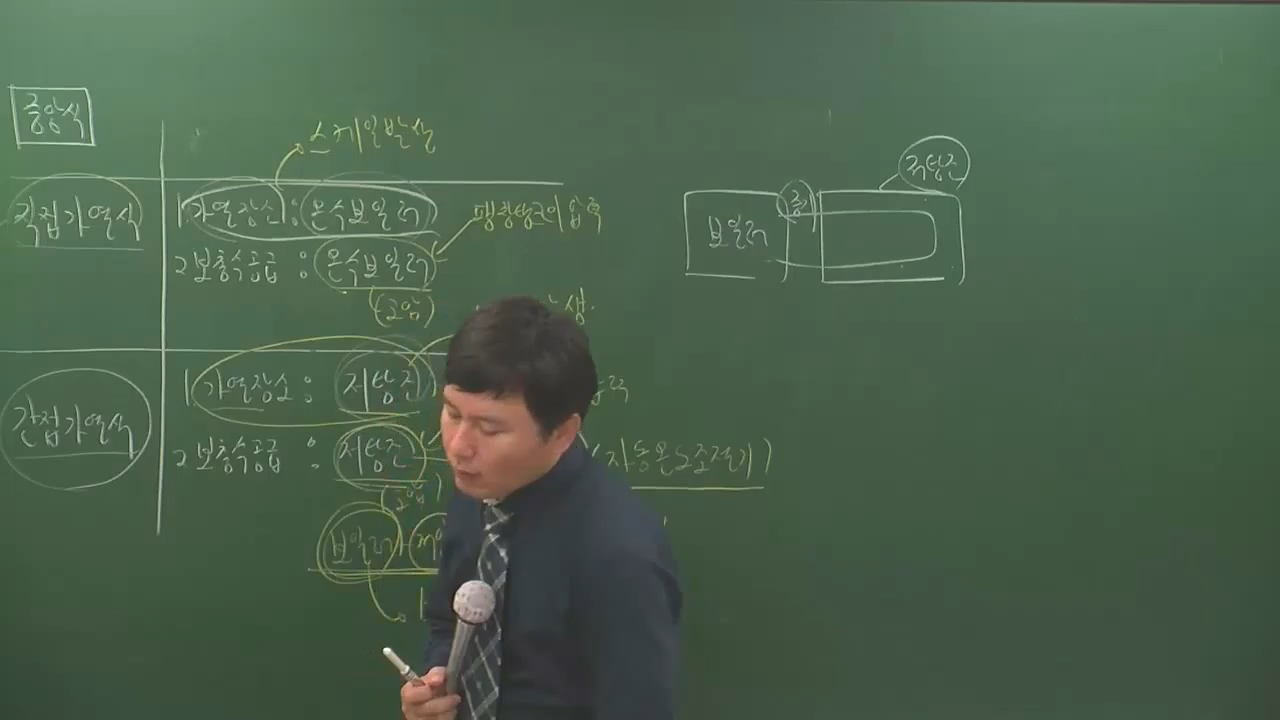 중앙식
스케일발생
직접가열식
1 가열장소 : 온수보일러
팽창탱크의 압력
2 보충수공급 : 온수보일러
(고압)
간접가열식
1 가열장소 : 저탕조
2 보충수공급 : 저탕조
(자동온도조절기)
보일러
저탕조
보일러
증기